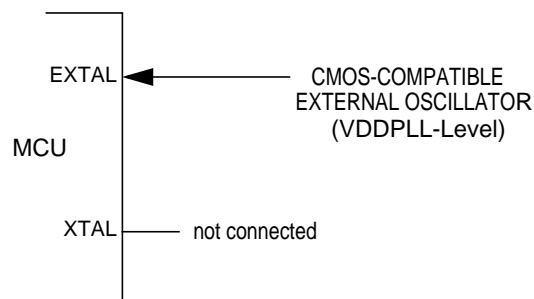 EXTAL
CMOS-COMPATIBLE
EXTERNAL OSCILLATOR
(VDDPLL-Level)
MCU
XTAL
not connected